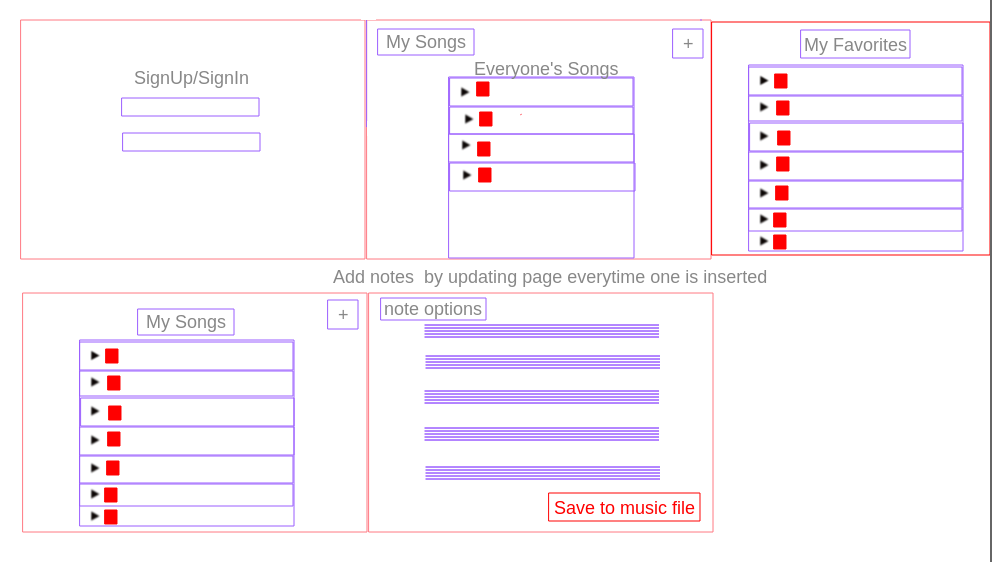 SignUp/SignIn
My Songs
+
Everyone's Songs
My Favorites
Add notes  by updating page everytime one is inserted
My Songs
+
note options
Save to music file